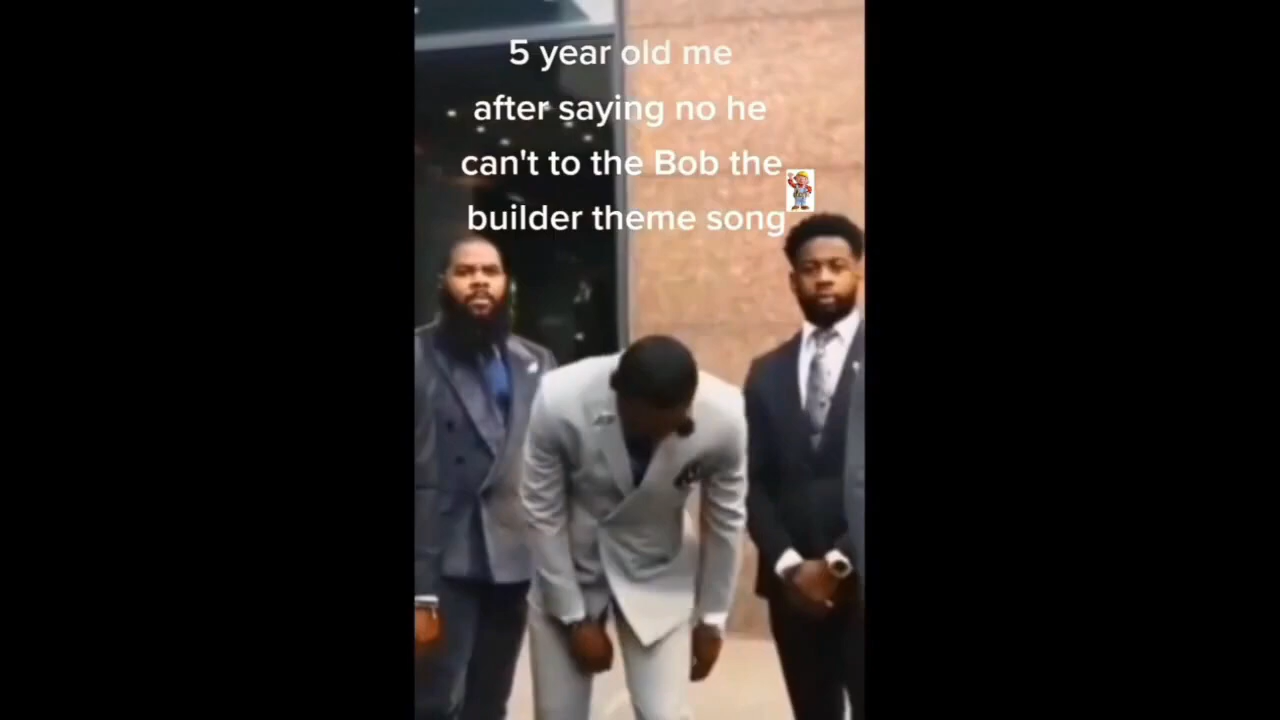 5 year old me
after saying no he
can't to the Bob the
builder theme song